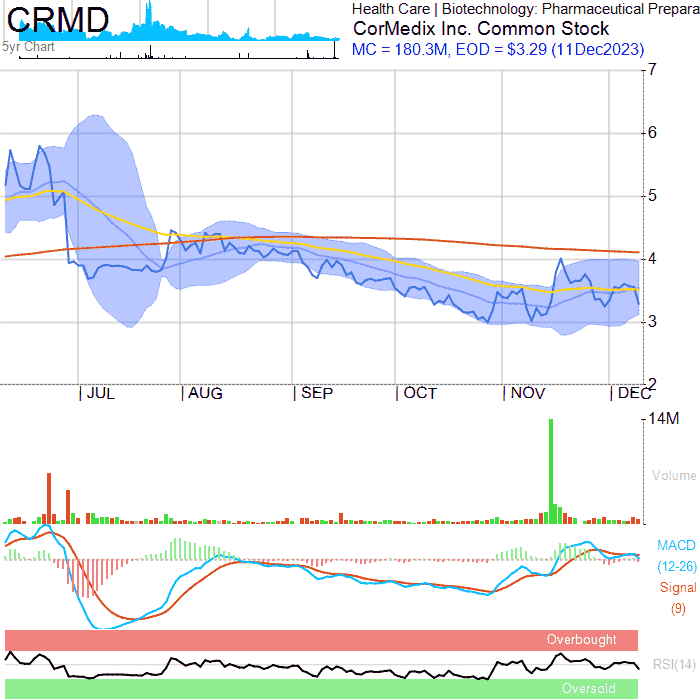 CRMD
5yr Chart
Health Care | Biotechnology: Pharmaceutical Prepara
CorMedix Inc. Common Stock
MC = 180.3M, EOD = $3.29 (11Dec2023)
7
6
5
4
3
2
JUL AUG SEP OCT NOV DEC
14M
Volume
MACD
(12-26)
Signal
(9)
Overbought
RSI(14)
Oversold